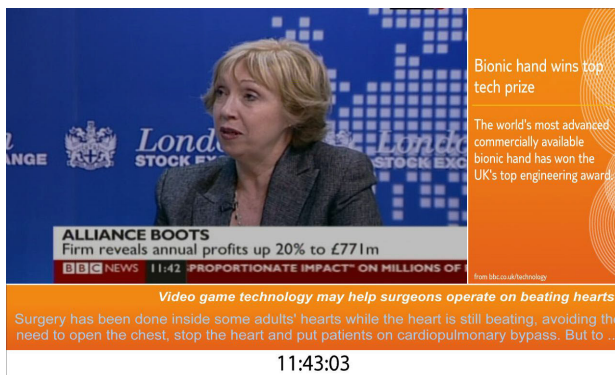 London
ANGE
STOCK EXC
ALLIANCE BOOTS
Firm reveals annual profits up 20% to £771m
BBC NEWS 11:42 PROPORTIONATE IMPACT" ON MILLIONS OF
Bionic hand wins top
tech prize
The world's most advanced
commercially available
bionic hand has won the
UK's top engineering award.
from bbc.co.uk/technology
Video game technology may help surgeons operate on beating hearts
Surgery has been done inside some adults' hearts while the heart is still beating, avoiding the
need to open the chest, stop the heart and put patients on cardiopulmonary bypass. But to ...
11:43:03